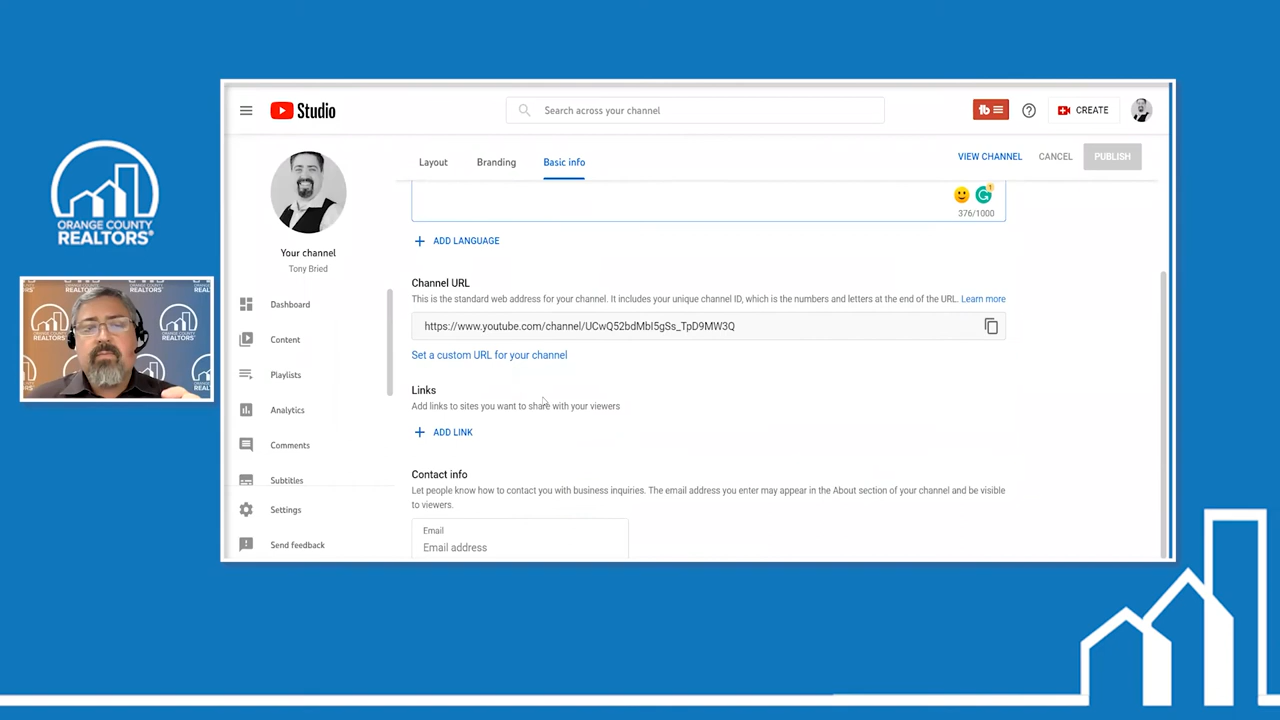 ORANGE COUNTY
REALTORS®
Studio
Search across your channel
CREATE
Your channel
Tony Bried
Dashboard
Content
Playlists
Analytics
Comments
Subtitles
Settings
Send feedback
Layout
Branding
Basic info
VIEW CHANNEL
CANCEL
PUBLISH
376/1000
ADD LANGUAGE
Channel URL
This is the standard web address for your channel. It includes your unique channel ID, which is the numbers and letters at the end of the URL. Learn more
https://www.youtube.com/channel/UCwQ52bdMbI5gSs_TpD9MW3Q
Set a custom URL for your channel
Links
Add links to sites you want to share with your viewers
ADD LINK
Contact info
Let people know how to contact you with business inquiries. The email address you enter may appear in the About section of your channel and be visible
to viewers.
Email
Email address